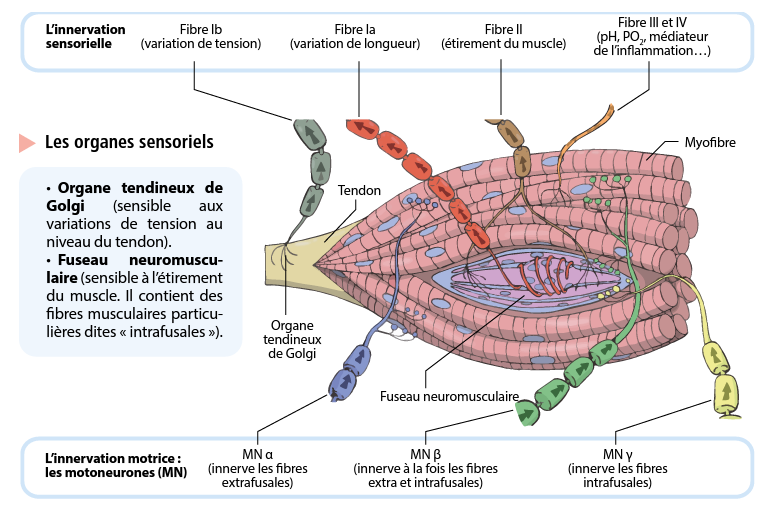 L'innervation
sensorielle
Fibre Ib
(variation de tension)
Fibre Ia
(variation de longueur)
Fibre II
(étirement du muscle)
Fibre III et IV
(pH, PO2, médiateur
de l'inflammation…)
Les organes sensoriels
• Organe tendineux de
Golgi (sensible aux
variations de tension au
niveau du tendon).
• Fuseau neuromuscu-
laire (sensible à l'étirement
du muscle. Il contient des
fibres musculaires particu-
lières dites « intrafusales »).
Tendon
Myofibre
Organe
tendineux
de Golgi
Fuseau neuromusculaire
L'innervation motrice :
les motoneurones (MN)
MN α
(innerve les fibres
extrafusales)
MN β
(innerve à la fois les fibres
extra et intrafusales)
MN γ
(innerve les fibres
intrafusales)